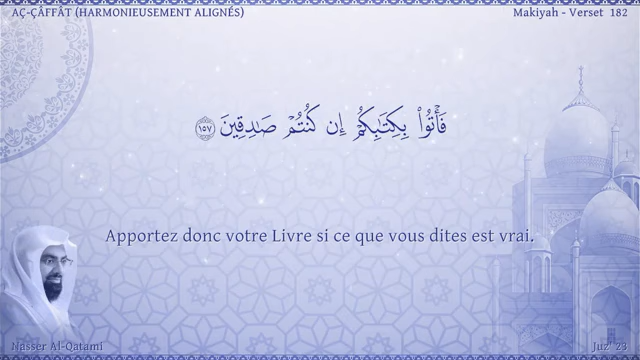 AÇ-ÇÂFFÂT (HARMONIEUSEMENT ALIGNÉS)
Makiyah - Verset 182
فَأْتُوا۟ بِكِتَـٰبِكُمْ إِن كُنتُمْ صَـٰدِقِينَ ١٥٧
Apportez donc votre Livre si ce que vous dites est vrai.
Nasser Al-Qatami
Juz' 23